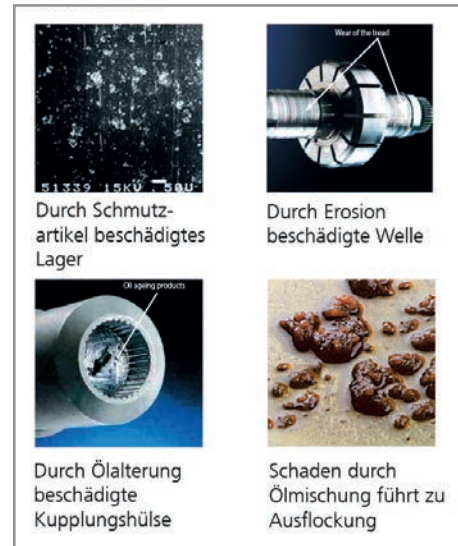 Wear of the tread
51339 15KV 50U
Durch Schmutz-
artikel beschädigtes
Lager
Durch Erosion
beschädigte Welle
Oil ageing products
Durch Ölalterung
beschädigte
Kupplungshülse
Schaden durch
Ölmischung führt zu
Ausflockung